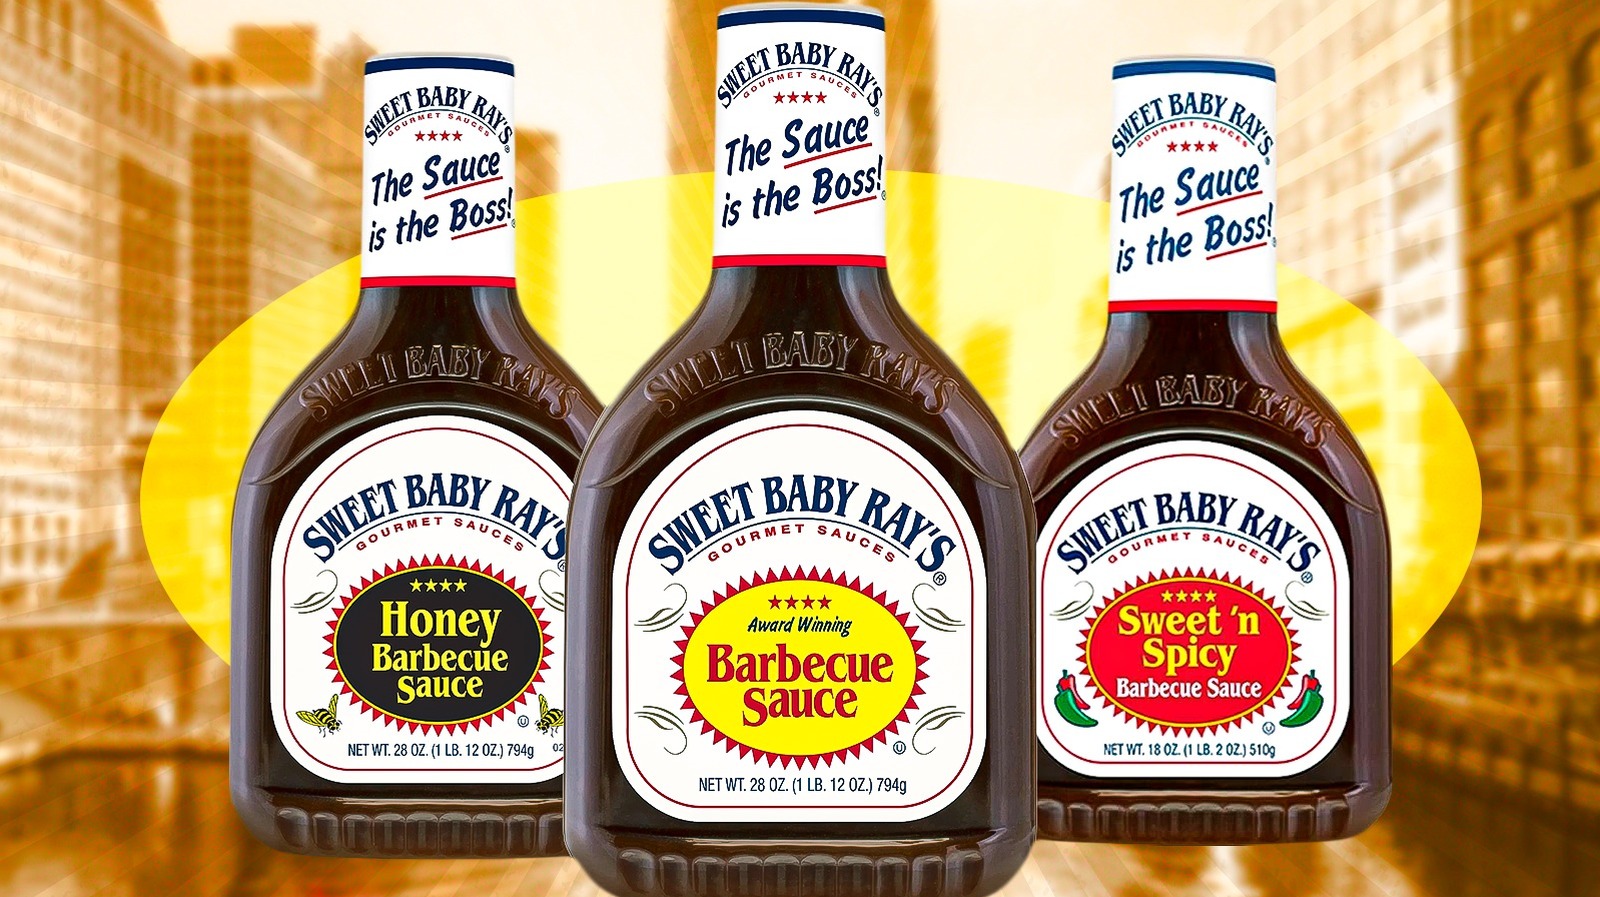 SWEET BABY RAY'S
GOURMET SAUCES
The Sauce
is the Boss!
SWEET BABY RAY'S
SWEET BABY RAY'S®
GOURMET SAUCES
Honey
Barbecue
Sauce
U
NET WT. 28 OZ. (1 LB. 12 OZ.) 794g
02
SWEET BABY RAY'S®
GOURMET SAUCES
The Sauce
is the Boss!
SWEET BABY RAY'S
SWEET BABY RAY'S®
GOURMET SAUCES
Award Winning
Barbecue
Sauce
U
NET WT. 28 OZ. (1 LB. 12 OZ.) 794g
SWEET BABY RAY'S
GOURMET SAUCES
The Sauce
is the Boss!
SWEET BABY RAY'S
SWEET BABY RAY'S®
GOURMET SAUCES
Sweet 'n
Spicy
Barbecue Sauce
U
NET WT. 18 OZ. (1 LB. 2 OZ.) 510g